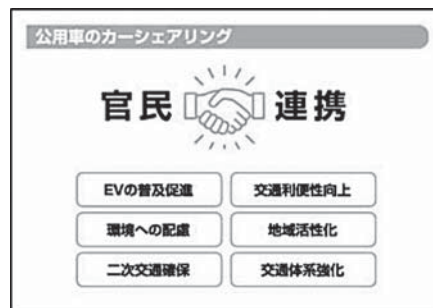 公用車のカーシェアリング
官民 連携
EVの普及促進 交通利便性向上
環境への配慮 地域活性化
二次交通確保 交通体系強化